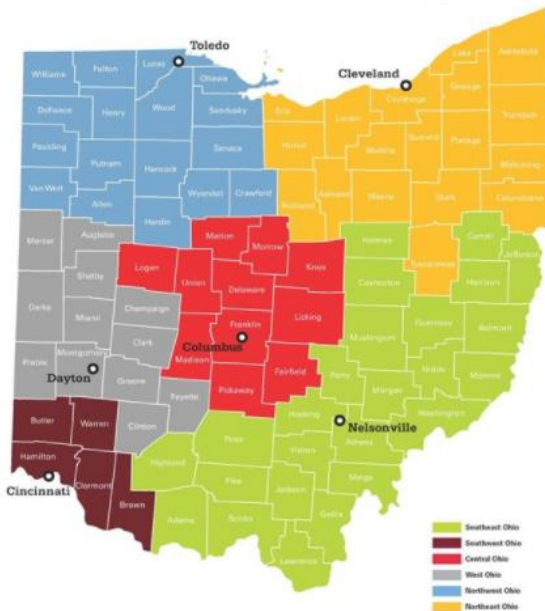 Toledo
Williams
Fulton
Lucas
Ottawa
Cleveland
Lake
Ashtabula
Geauga
Cuyahoga
Defiance
Henry
Wood
Sandusky
Erie
Lorain
Trumbull
Paulding
Putnam
Hancock
Seneca
Huron
Medina
Summit
Portage
Mahoning
Van Wert
Allen
Wyandot
Crawford
Richland
Ashland
Wayne
Stark
Columbiana
Hardin
Mercer
Auglaize
Marion
Morrow
Holmes
Tuscarawas
Carroll
Jefferson
Logan
Union
Knox
Coshocton
Harrison
Shelby
Delaware
Darke
Miami
Champaign
Licking
Guernsey
Belmont
Clark
Franklin
Muskingum
Columbus
Preble
Montgomery
Madison
Fairfield
Perry
Noble
Monroe
Dayton
Greene
Fayette
Pickaway
Morgan
Washington
Butler
Warren
Clinton
Hocking
Nelsonville
Ross
Athens
Hamilton
Highland
Vinton
Cincinnati
Clermont
Pike
Meigs
Brown
Jackson
Adams
Scioto
Gallia
Lawrence
Southeast Ohio
Southwest Ohio
Central Ohio
West Ohio
Northwest Ohio
Northeast Ohio